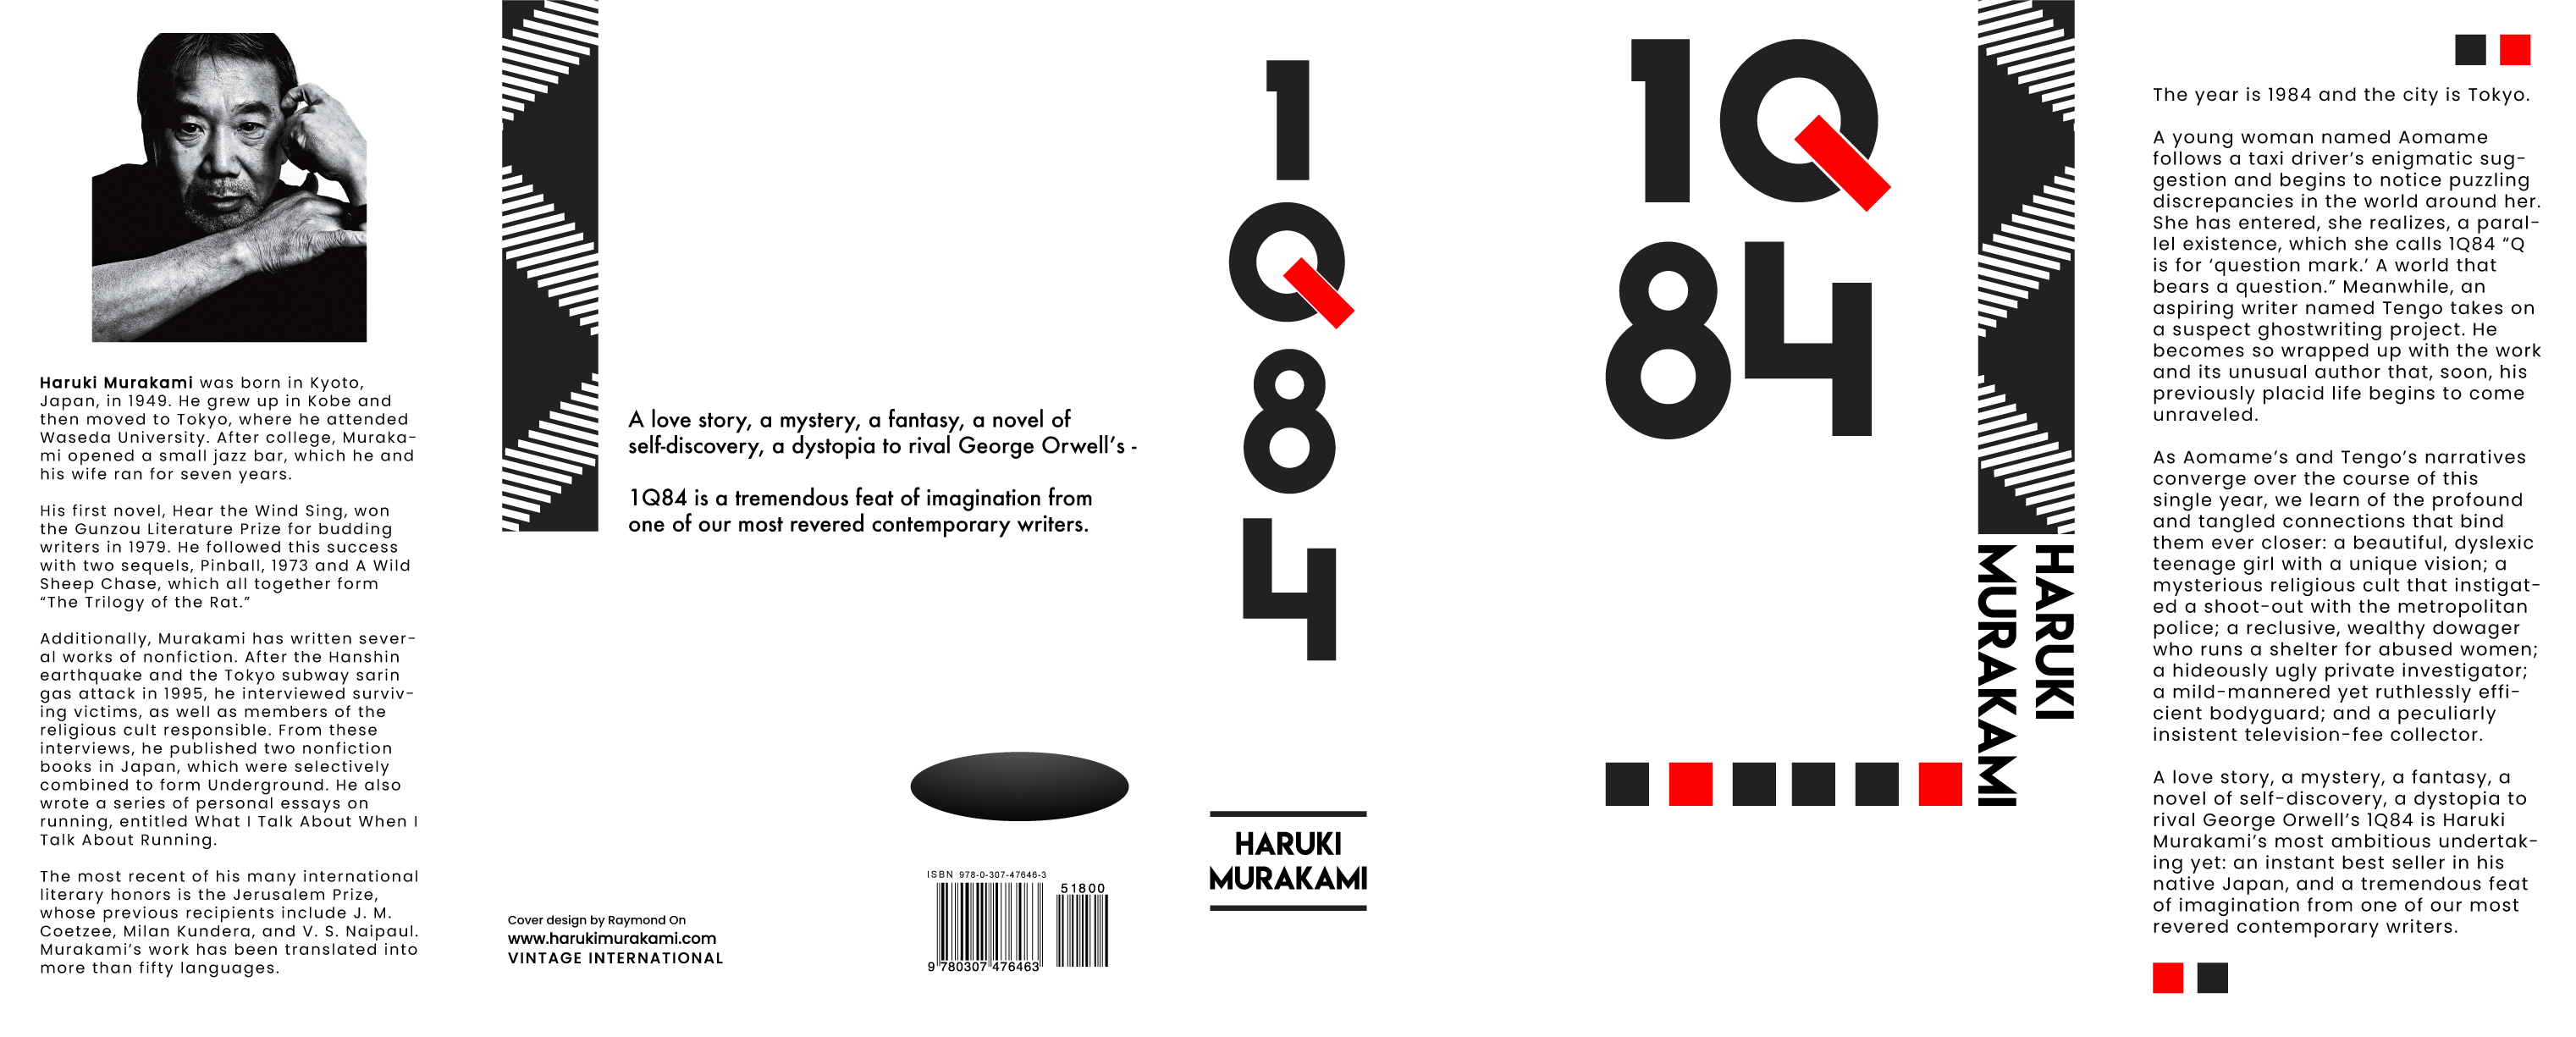 Haruki Murakami was born in Kyoto,
Japan, in 1949. He grew up in Kobe and
then moved to Tokyo, where he attended
Waseda University. After college, Muraka-
mi opened a small jazz bar, which he and
his wife ran for seven years.
His first novel, Hear the Wind Sing, won
the Gunzou Literature Prize for budding
writers in 1979. He followed this success
with two sequels, Pinball, 1973 and A Wild
Sheep Chase, which all together form
“The Trilogy of the Rat.”
Additionally, Murakami has written sever-
al works of nonfiction. After the Hanshin
earthquake and the Tokyo subway sarin
gas attack in 1995, he interviewed surviv-
ing victims, as well as members of the
religious cult responsible. From these
interviews, he published two nonfiction
books in Japan, which were selectively
combined to form Underground. He also
wrote a series of personal essays on
running, entitled What I Talk About When I
Talk About Running.
The most recent of his many international
literary honors is the Jerusalem Prize,
whose previous recipients include J. M.
Coetzee, Milan Kundera, and V. S. Naipaul.
Murakami’s work has been translated into
more than fifty languages.
A love story, a mystery, a fantasy, a novel of
self-discovery, a dystopia to rival George Orwell’s -
1Q84 is a tremendous feat of imagination from
one of our most revered contemporary writers.
Cover design by Raymond On
www.harukimurakami.com
VINTAGE INTERNATIONAL
ISBN 978-0-307-47646-3
51800
9 780307 476463
1
Q
8
4
HARUKI
MURAKAMI
1Q
84
HARUKI
MURAKAMI
The year is 1984 and the city is Tokyo.
A young woman named Aomame
follows a taxi driver’s enigmatic sug-
gestion and begins to notice puzzling
discrepancies in the world around her.
She has entered, she realizes, a paral-
lel existence, which she calls 1Q84 “Q
is for ‘question mark.’ A world that
bears a question.” Meanwhile, an
aspiring writer named Tengo takes on
a suspect ghostwriting project. He
becomes so wrapped up with the work
and its unusual author that, soon, his
previously placid life begins to come
unraveled.
As Aomame’s and Tengo’s narratives
converge over the course of this
single year, we learn of the profound
and tangled connections that bind
them ever closer: a beautiful, dyslexic
teenage girl with a unique vision; a
mysterious religious cult that instigat-
ed a shoot-out with the metropolitan
police; a reclusive, wealthy dowager
who runs a shelter for abused women;
a hideously ugly private investigator;
a mild-mannered yet ruthlessly effi-
cient bodyguard; and a peculiarly
insistent television-fee collector.
A love story, a mystery, a fantasy, a
novel of self-discovery, a dystopia to
rival George Orwell’s 1Q84 is Haruki
Murakami’s most ambitious undertak-
ing yet: an instant best seller in his
native Japan, and a tremendous feat
of imagination from one of our most
revered contemporary writers.